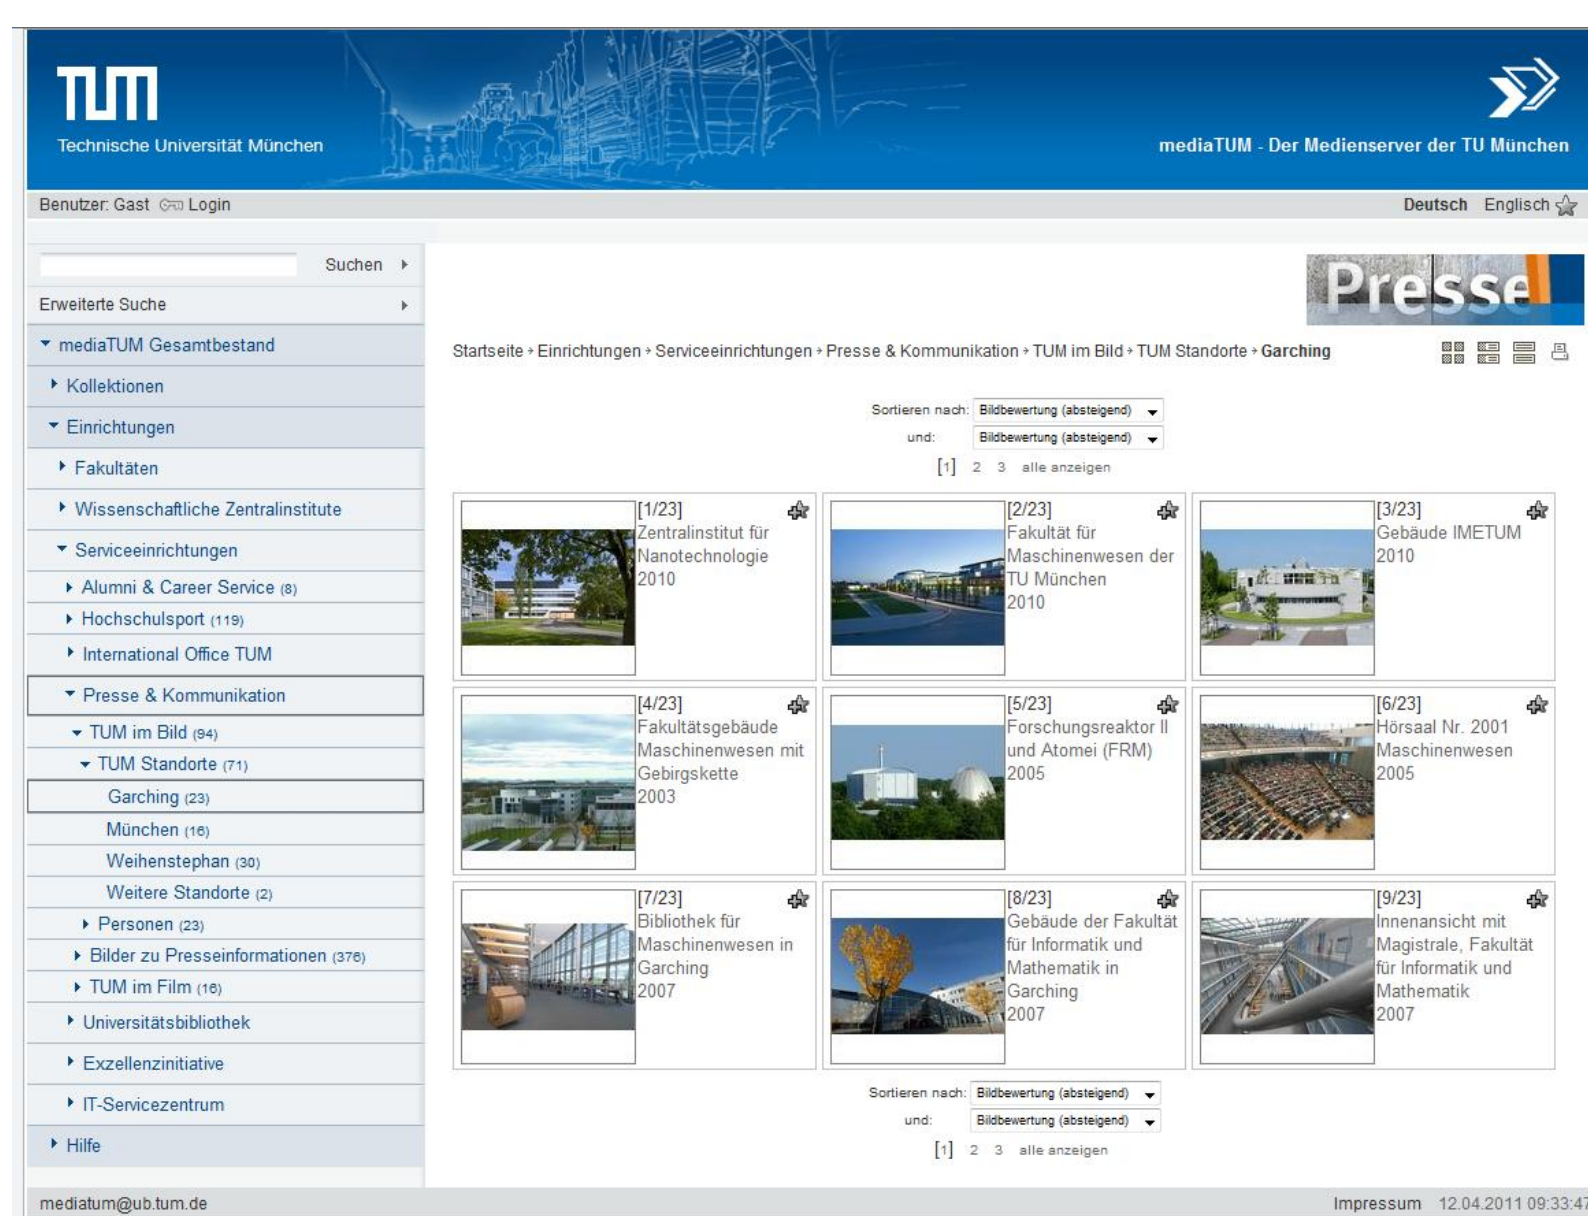 TUM
Technische Universität München
mediaTUM - Der Medienserver der TU München
Benutzer: Gast Login
Deutsch Englisch
Suchen
Erweiterte Suche
mediaTUM Gesamtbestand
Kollektionen
Einrichtungen
Fakultäten
Wissenschaftliche Zentralinstitute
Serviceeinrichtungen
Alumni & Career Service (8)
Hochschulsport (119)
International Office TUM
Presse & Kommunikation
TUM im Bild (94)
TUM Standorte (71)
Garching (23)
München (16)
Weihenstephan (30)
Weitere Standorte (2)
Personen (23)
Bilder zu Presseinformationen (376)
TUM im Film (16)
Universitätsbibliothek
Exzellenzinitiative
IT-Servicezentrum
Hilfe
Presse
Startseite › Einrichtungen › Serviceeinrichtungen › Presse & Kommunikation › TUM im Bild › TUM Standorte › Garching
Sortieren nach: Bildbewertung (absteigend)
und: Bildbewertung (absteigend)
[1] 2 3 alle anzeigen
[1/23]
Zentralinstitut für
Nanotechnologie
2010
[2/23]
Fakultät für
Maschinenwesen der
TU München
2010
[3/23]
Gebäude IMETUM
2010
[4/23]
Fakultätsgebäude
Maschinenwesen mit
Gebirgskette
2003
[5/23]
Forschungsreaktor II
und Atomei (FRM)
2005
[6/23]
Hörsaal Nr. 2001
Maschinenwesen
2005
[7/23]
Bibliothek für
Maschinenwesen in
Garching
2007
[8/23]
Gebäude der Fakultät
für Informatik und
Mathematik in
Garching
2007
[9/23]
Innenansicht mit
Magistrale, Fakultät
für Informatik und
Mathematik
2007
Sortieren nach: Bildbewertung (absteigend)
und: Bildbewertung (absteigend)
[1] 2 3 alle anzeigen
mediatum@ub.tum.de
Impressum 12.04.2011 09:33:47